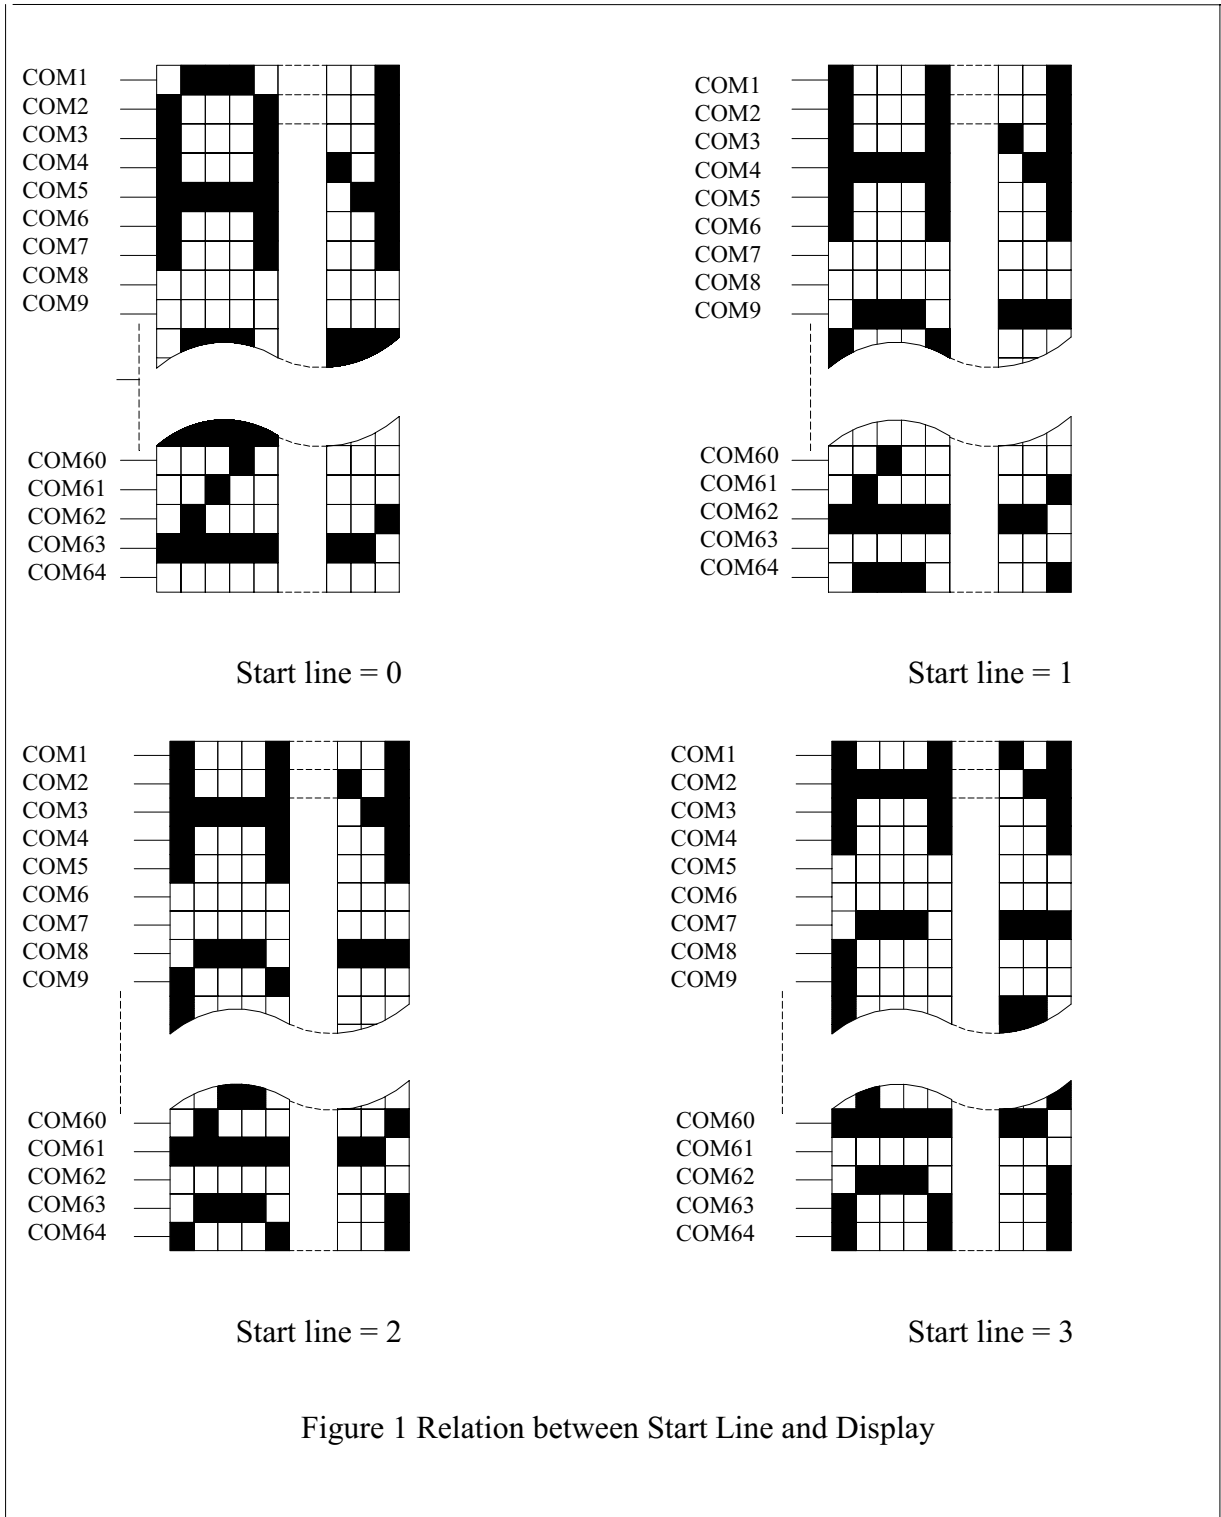 COM1
COM2
COM3
COM4
COM5
COM6
COM7
COM8
COM9
COM60
COM61
COM62
COM63
COM64
Start line = 0
COM1
COM2
COM3
COM4
COM5
COM6
COM7
COM8
COM9
COM60
COM61
COM62
COM63
COM64
Start line = 1
COM1
COM2
COM3
COM4
COM5
COM6
COM7
COM8
COM9
COM60
COM61
COM62
COM63
COM64
Start line = 2
COM1
COM2
COM3
COM4
COM5
COM6
COM7
COM8
COM9
COM60
COM61
COM62
COM63
COM64
Start line = 3
Figure 1 Relation between Start Line and Display